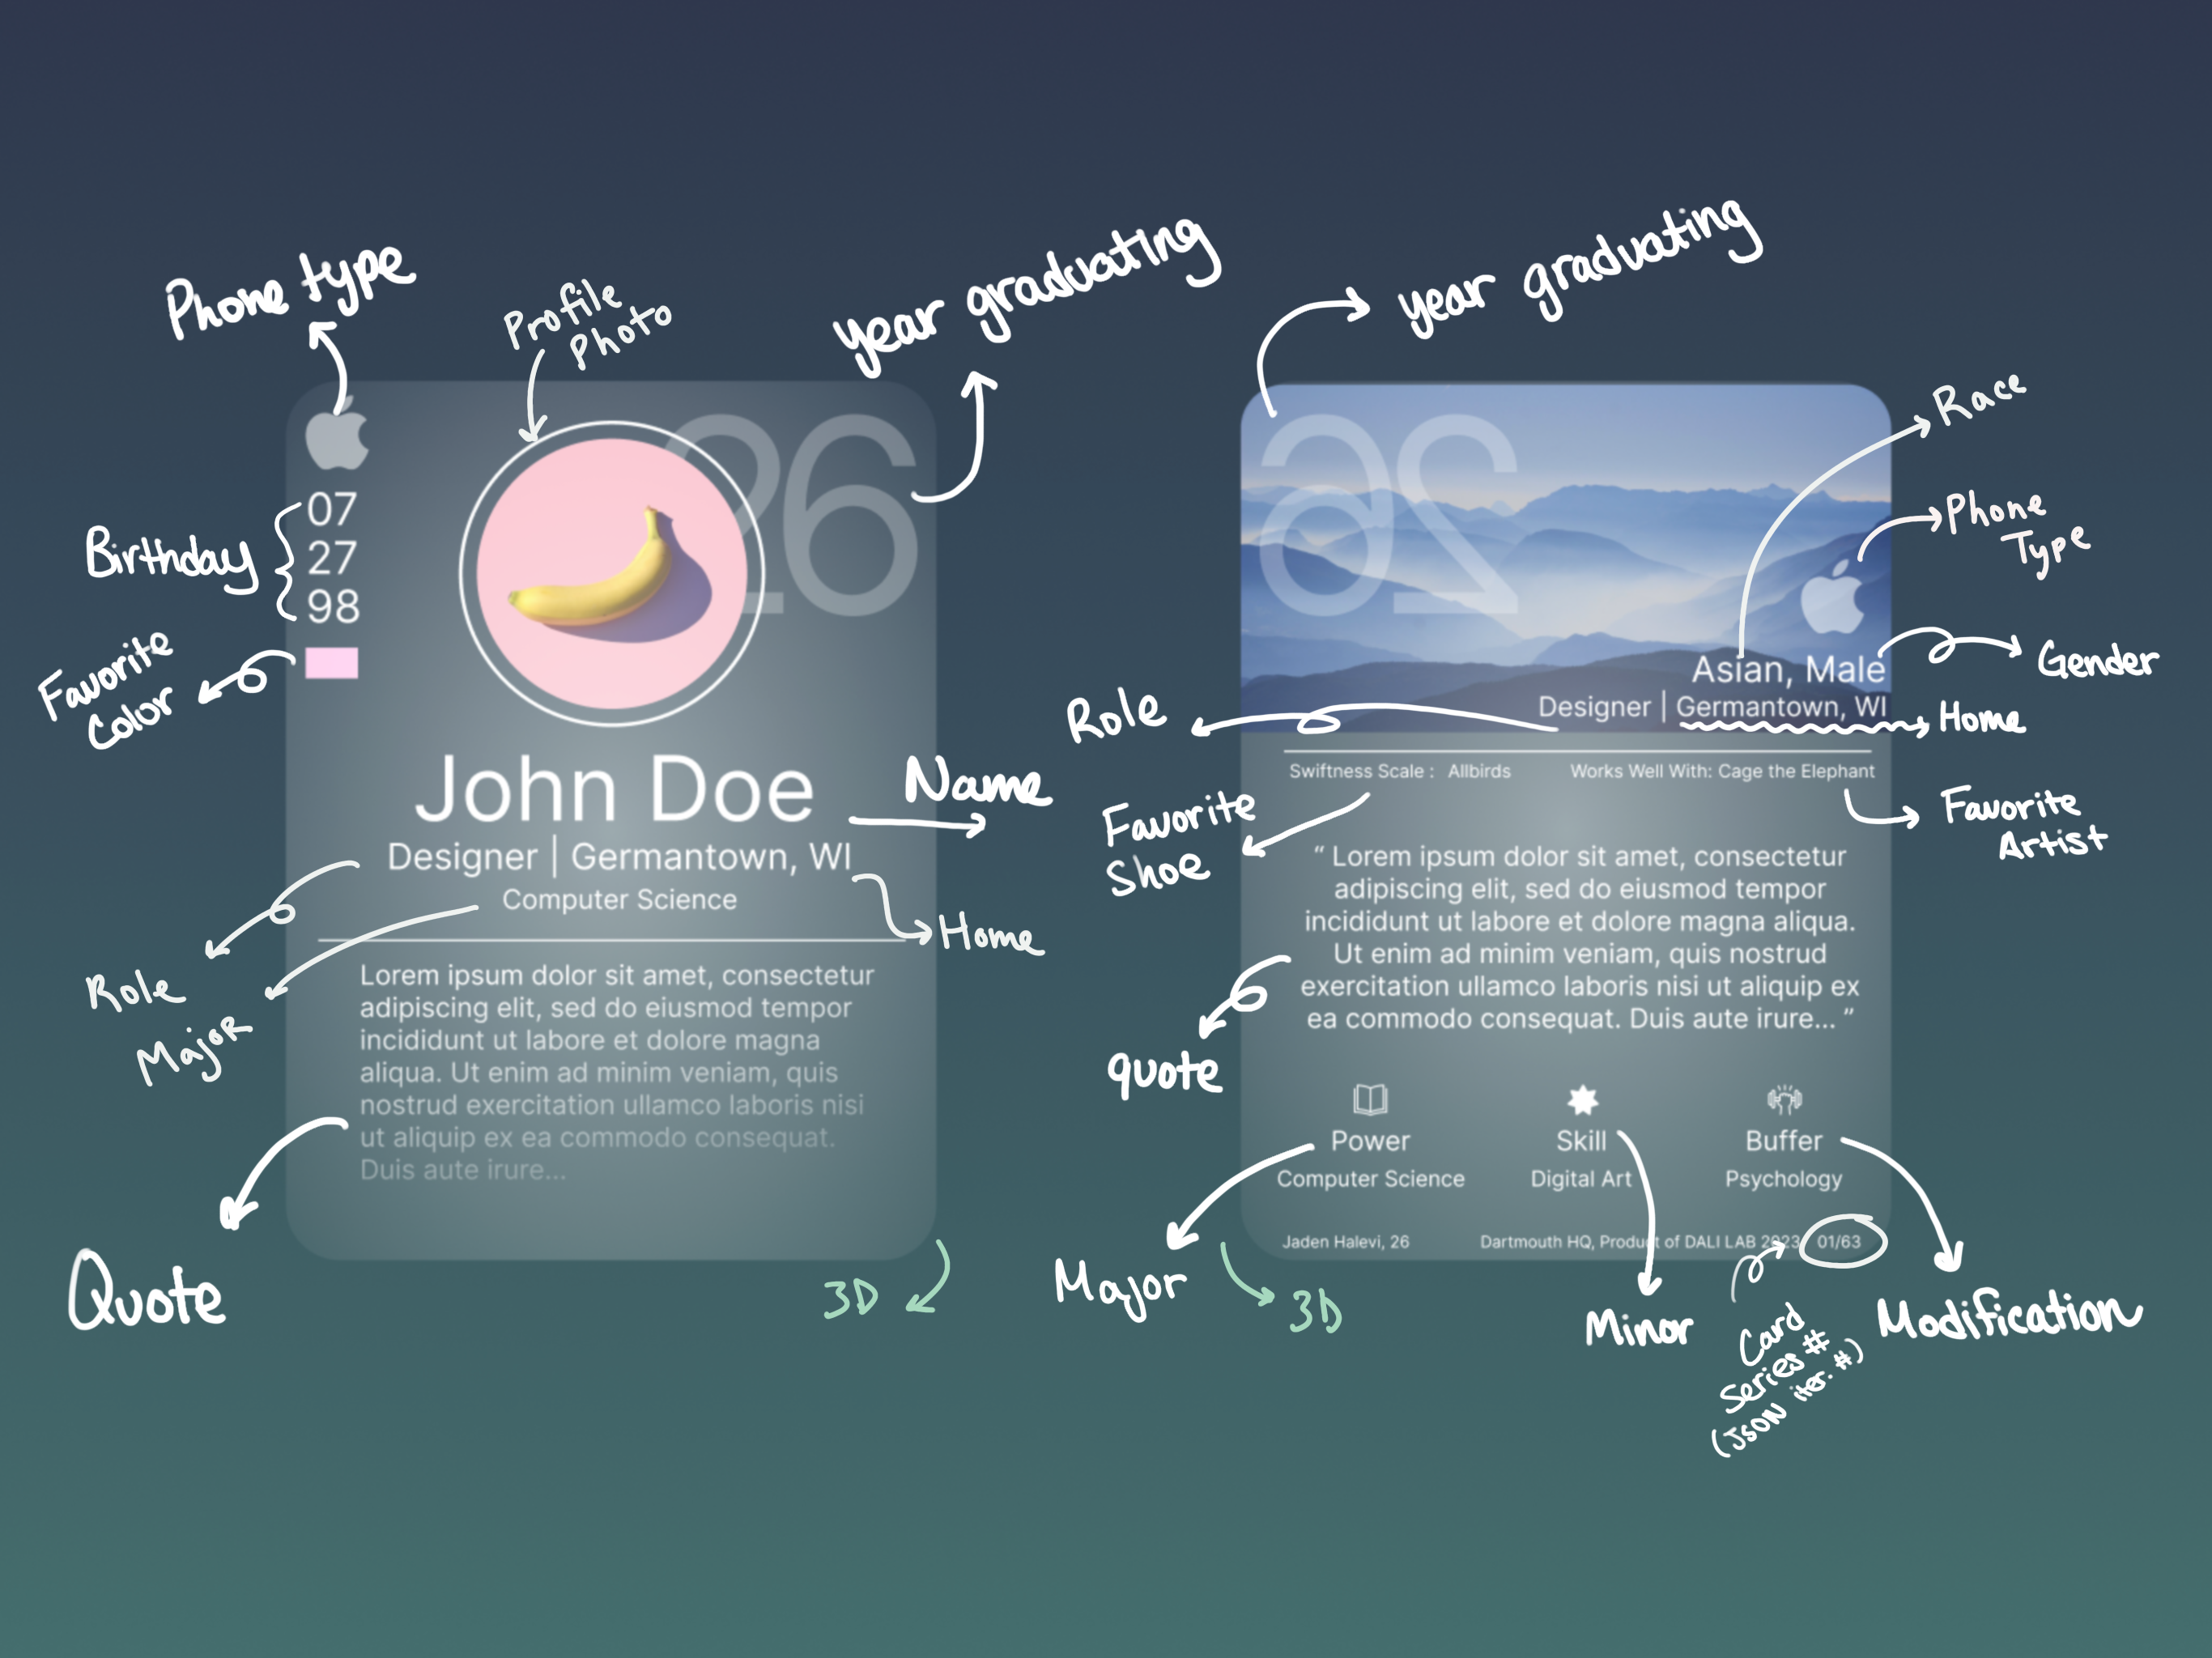 Phone type
Profile
Photo
year graduating
26
07
27
98
Birthday
Favorite
Color
John Doe
Name
Designer | Germantown, WI
Computer Science
Home
Role
Major
Lorem ipsum dolor sit amet, consectetur
adipiscing elit, sed do eiusmod tempor
incididunt ut labore et dolore magna
aliqua. Ut enim ad minim veniam, quis
nostrud exercitation ullamco laboris nisi
ut aliquip ex ea commodo consequat.
Duis aute irure...
Quote
3D
year graduating
26
Race
Phone
Type
Asian, Male
Gender
Designer | Germantown, WI
Home
Role
Swiftness Scale : Allbirds
Works Well With: Cage the Elephant
Favorite
Shoe
Favorite
Artist
“ Lorem ipsum dolor sit amet, consectetur
adipiscing elit, sed do eiusmod tempor
incididunt ut labore et dolore magna aliqua.
Ut enim ad minim veniam, quis nostrud
exercitation ullamco laboris nisi ut aliquip ex
ea commodo consequat. Duis aute irure... ”
quote
Power
Computer Science
Skill
Digital Art
Buffer
Psychology
Jaden Halevi, 26
Dartmouth HQ, Product of DALI LAB 2023
01/63
Major
3D
Minor
Card
Series #
(JSON iter. #)
Modification